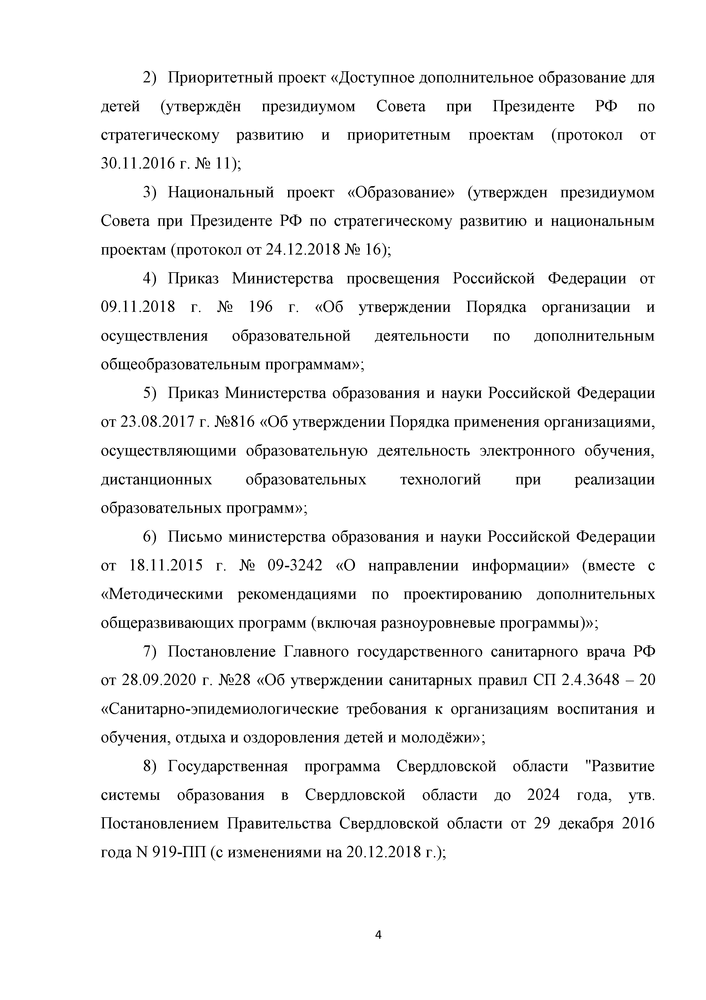 2) Приоритетный проект «Доступное дополнительное образование для
детей (утверждён президиумом Совета при Президенте РФ по
стратегическому развитию и приоритетным проектам (протокол от
30.11.2016 г. № 11);
3) Национальный проект «Образование» (утвержден президиумом
Совета при Президенте РФ по стратегическому развитию и национальным
проектам (протокол от 24.12.2018 № 16);
4) Приказ Министерства просвещения Российской Федерации от
09.11.2018 г. № 196 г. «Об утверждении Порядка организации и
осуществления образовательной деятельности по дополнительным
общеобразовательным программам»;
5) Приказ Министерства образования и науки Российской Федерации
от 23.08.2017 г. №816 «Об утверждении Порядка применения организациями,
осуществляющими образовательную деятельность электронного обучения,
дистанционных образовательных технологий при реализации
образовательных программ»;
6) Письмо министерства образования и науки Российской Федерации
от 18.11.2015 г. № 09-3242 «О направлении информации» (вместе с
«Методическими рекомендациями по проектированию дополнительных
общеразвивающих программ (включая разноуровневые программы)»;
7) Постановление Главного государственного санитарного врача РФ
от 28.09.2020 г. №28 «Об утверждении санитарных правил СП 2.4.3648 – 20
«Санитарно-эпидемиологические требования к организациям воспитания и
обучения, отдыха и оздоровления детей и молодёжи»;
8) Государственная программа Свердловской области "Развитие
системы образования в Свердловской области до 2024 года, утв.
Постановлением Правительства Свердловской области от 29 декабря 2016
года N 919-ПП (с изменениями на 20.12.2018 г.);
4